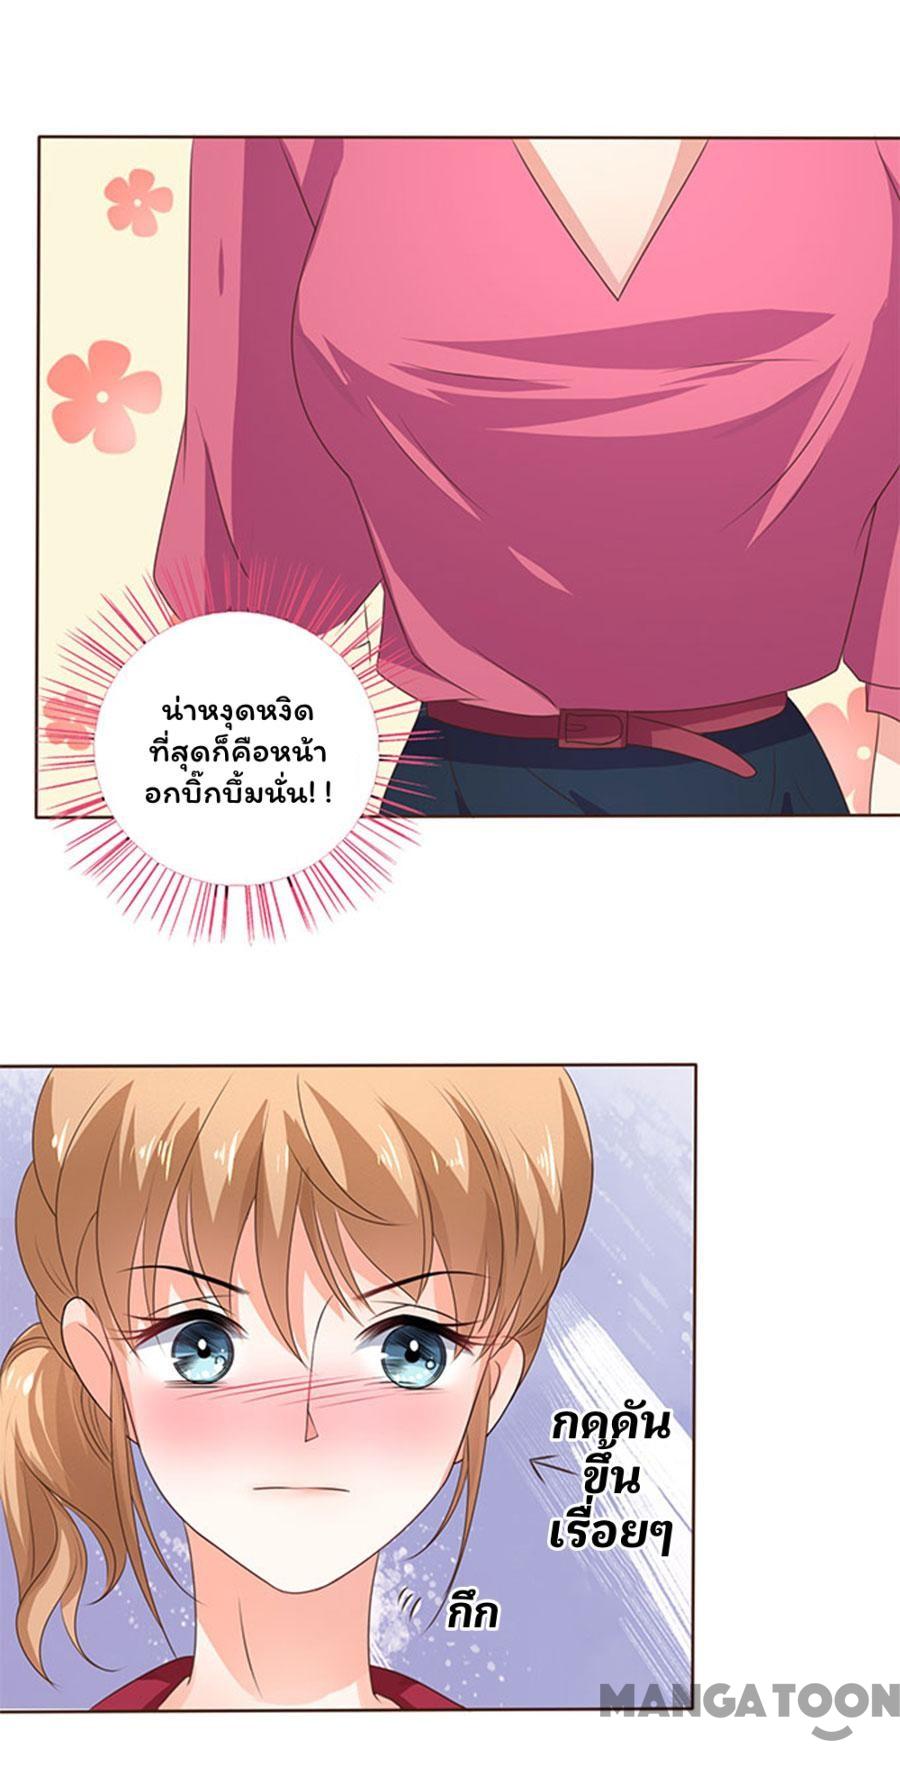 น่าหงุดหงิด
ที่สุดก็คือหน้า
อกบิ๊กบึ้มนั่น!!
กดดัน
ขึ้น
เรื่อยๆ
กึก
MANGATOON